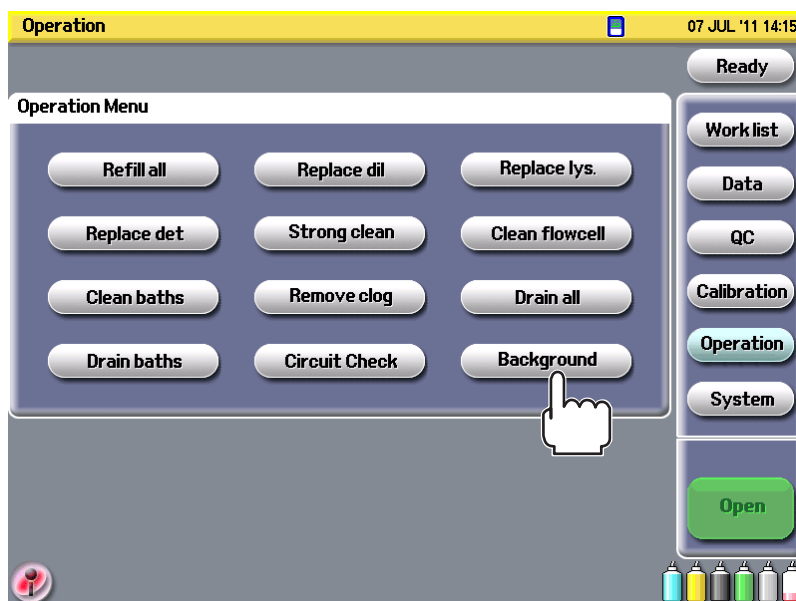 Operation
07 JUL '11 14:15
Ready
Operation Menu
Refill all
Replace dil
Replace lys.
Replace det
Strong clean
Clean flowcell
Clean baths
Remove clog
Drain all
Drain baths
Circuit Check
Background
Work list
Data
QC
Calibration
Operation
System
Open